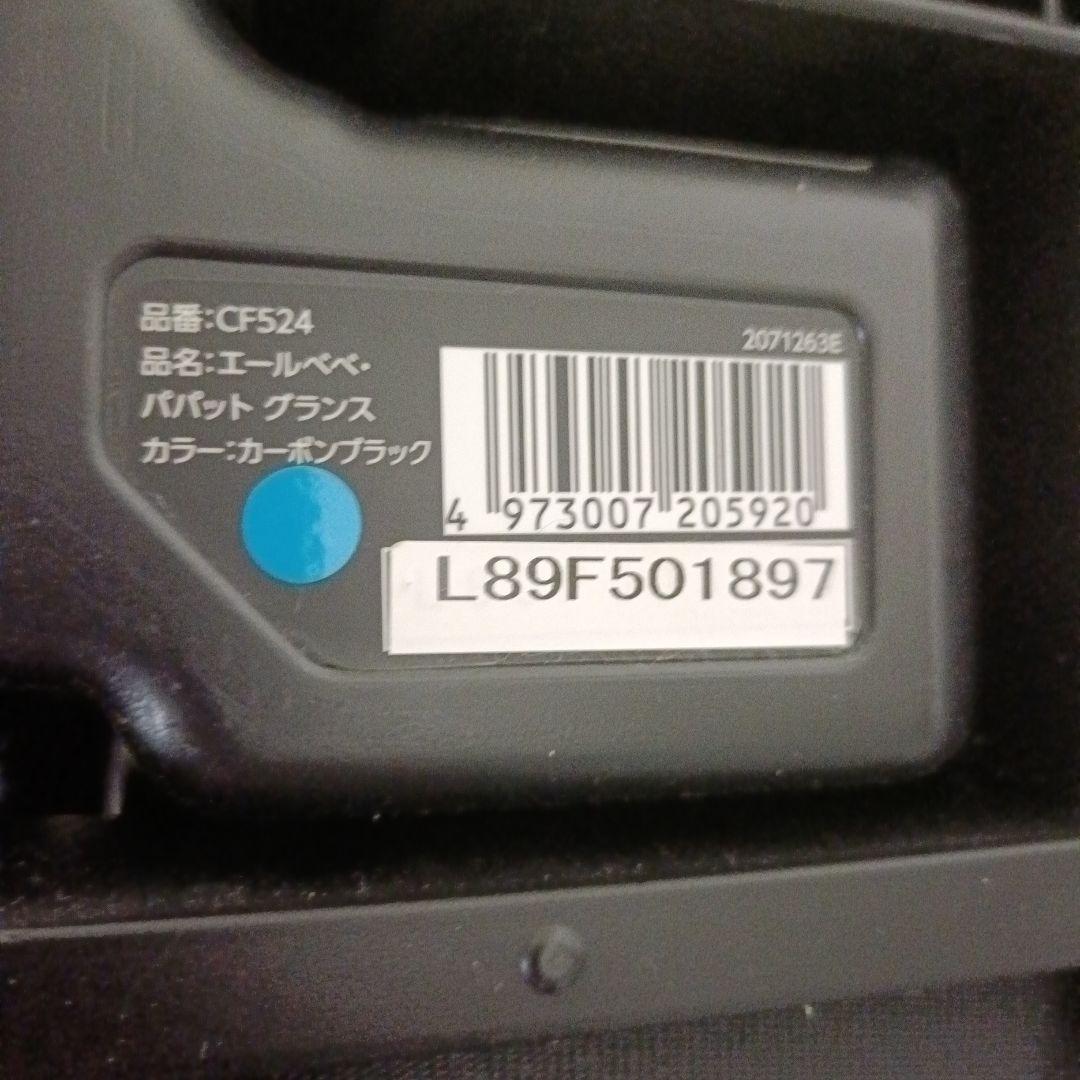 品番:CF524
品名:エールベベ・
パパット グランス
カラー:カーボンブラック
2071263E
4 973007 205920
L89F501897